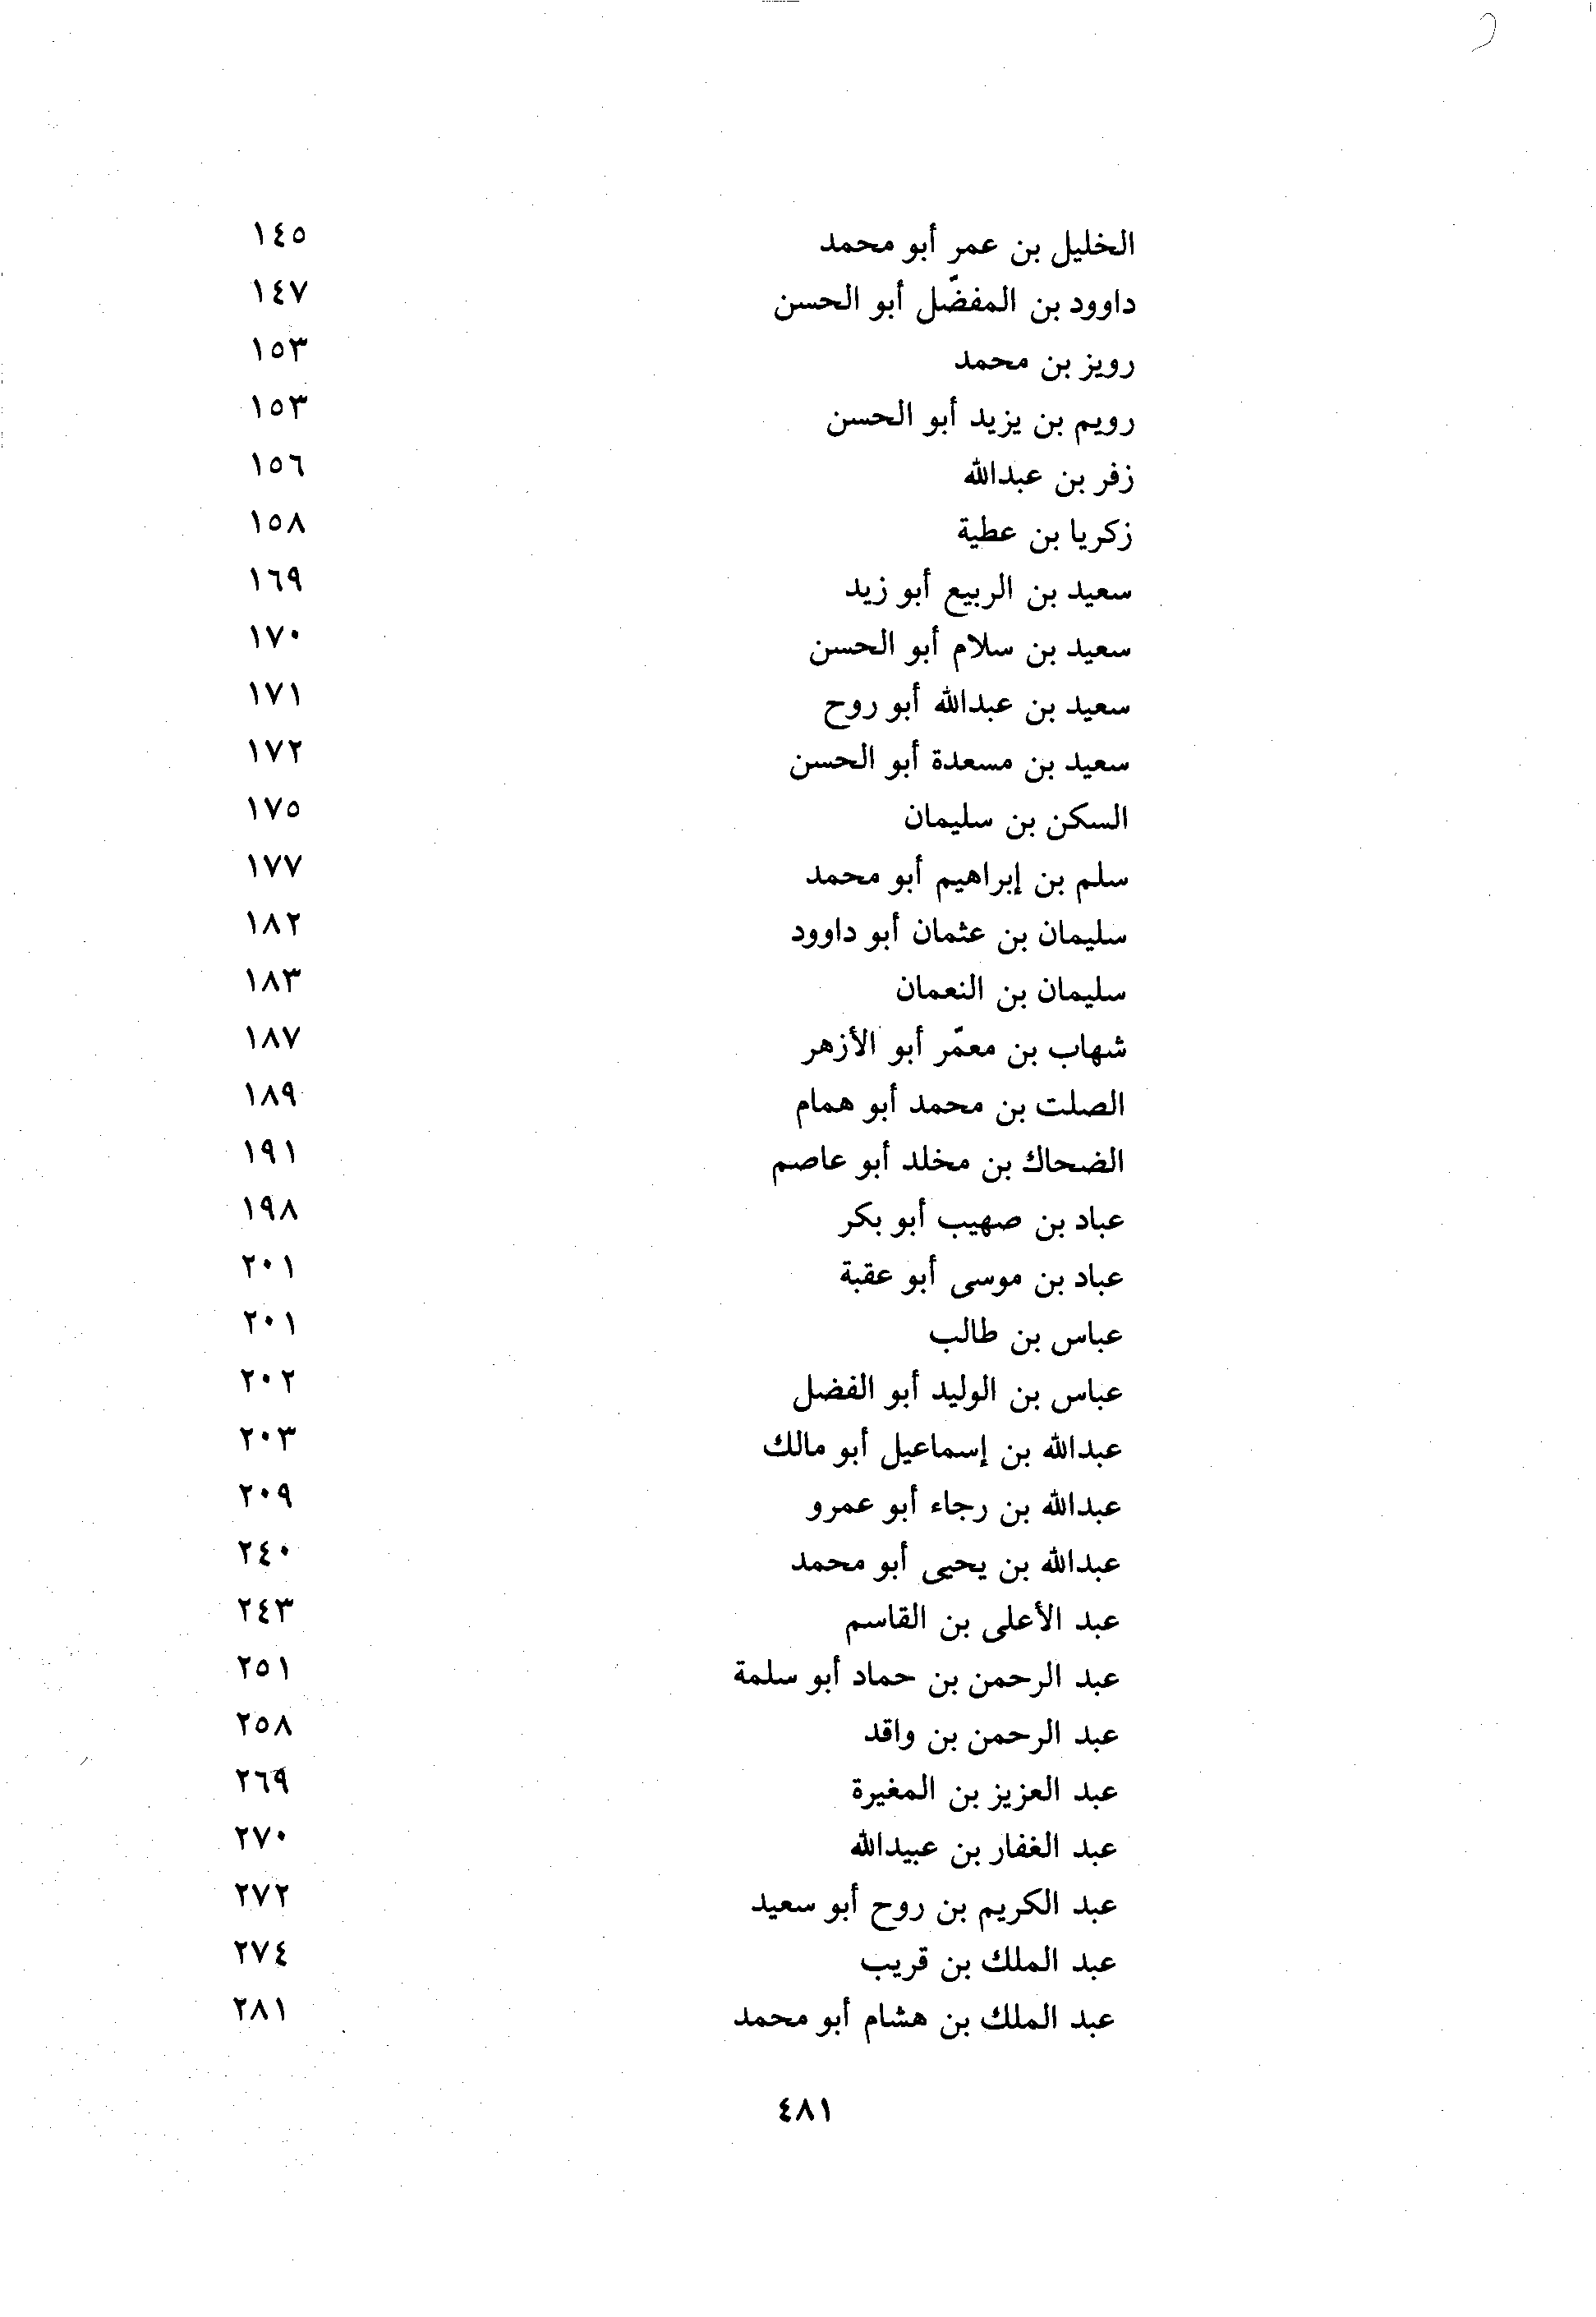 الخليل بن عمر أبو محمد ١٤٥
داوود بن المفضّل أبو الحسن ١٤٧
رويز بن محمد ١٥٣
رويم بن يزيد أبو الحسن ١٥٣
زفر بن عبدالله ١٥٦
زكريا بن عطية ١٥٨
سعيد بن الربيع أبو زيد ١٦٩
سعيد بن سلام أبو الحسن ١٧٠
سعيد بن عبدالله أبو روح ١٧١
سعيد بن مسعدة أبو الحسن ١٧٢
السكن بن سليمان ١٧٥
سلم بن إبراهيم أبو محمد ١٧٧
سليمان بن عثمان أبو داوود ١٨٢
سليمان بن النعمان ١٨٣
شهاب بن معمّر أبو الأزهر ١٨٧
الصلت بن محمد أبو همام ١٨٩
الضحاك بن مخلد أبو عاصم ١٩١
عباد بن صهيب أبو بكر ١٩٨
عباد بن موسى أبو عقبة ٢٠١
عباس بن طالب ٢٠١
عباس بن الوليد أبو الفضل ٢٠٢
عبدالله بن إسماعيل أبو مالك ٢٠٣
عبدالله بن رجاء أبو عمرو ٢٠٩
عبدالله بن يحيى أبو محمد ٢٤٠
عبد الأعلى بن القاسم ٢٤٣
عبد الرحمن بن حماد أبو سلمة ٢٥١
عبد الرحمن بن واقد ٢٥٨
عبد العزيز بن المغيرة ٢٦٩
عبد الغفار بن عبيدالله ٢٧٠
عبد الكريم بن روح أبو سعيد ٢٧٢
عبد الملك بن قريب ٢٧٤
عبد الملك بن هشام أبو محمد ٢٨١
٤٨١